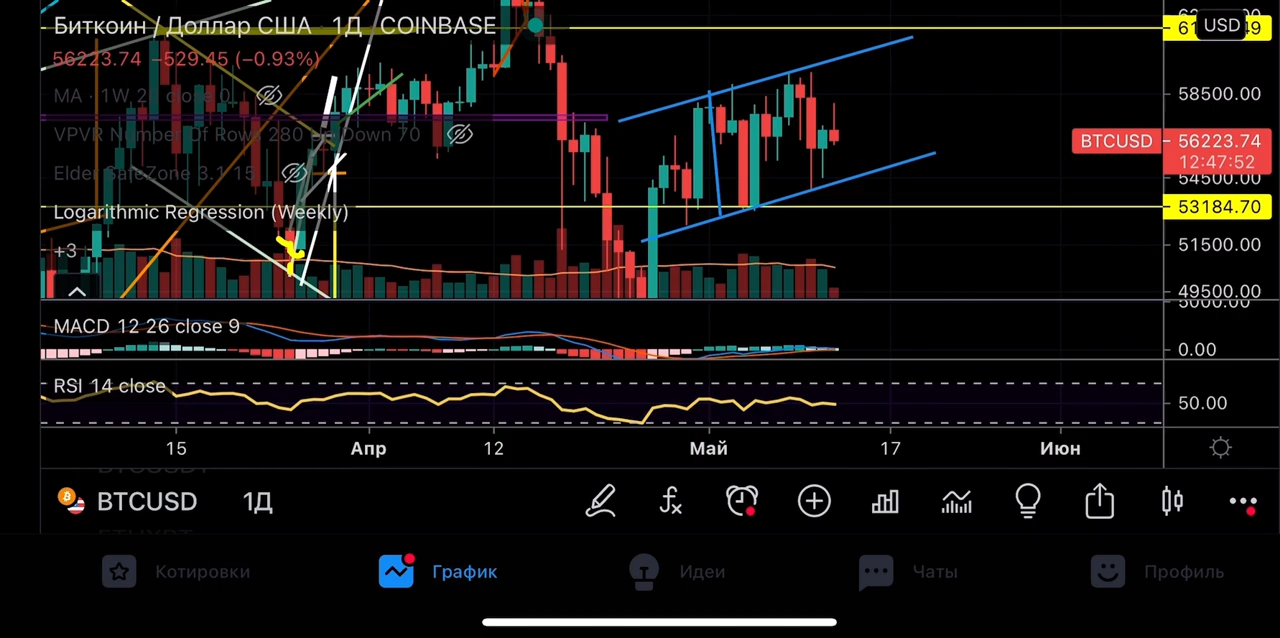 Биткоин / Доллар США · 1Д · COINBASE
USD
56223.74 −529.45 (−0.93%)
58500.00
BTCUSD
56223.74
12:47:52
54500.00
Logarithmic Regression (Weekly)
53184.70
+3
51500.00
49500.00
MACD 12 26 close 9
0.00
RSI 14 close
50.00
15
Апр
12
Май
17
Июн
BTCUSD
1Д
Котировки
График
Идеи
Чаты
Профиль